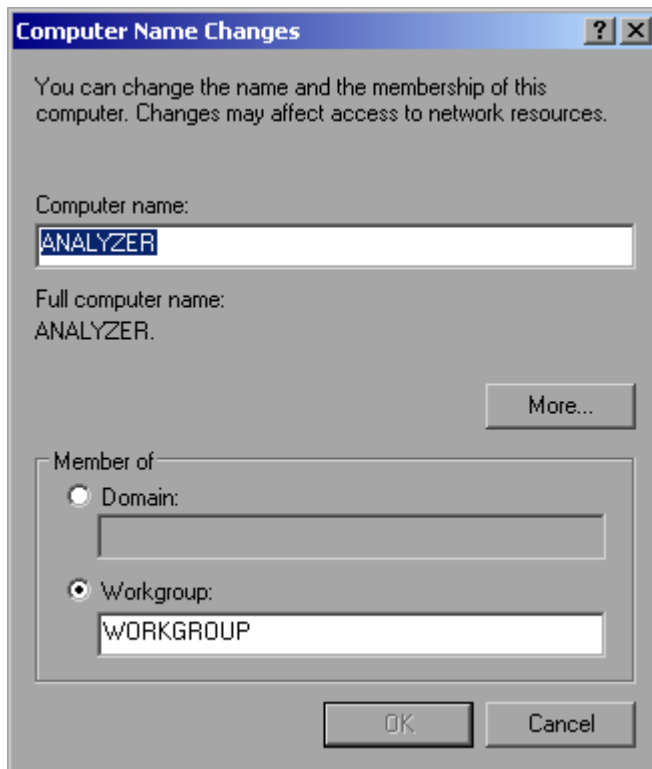 Computer Name Changes
You can change the name and the membership of this
computer. Changes may affect access to network resources.
Computer name:
ANALYZER
Full computer name:
ANALYZER.
More...
Member of
Domain:
Workgroup:
WORKGROUP
OK Cancel